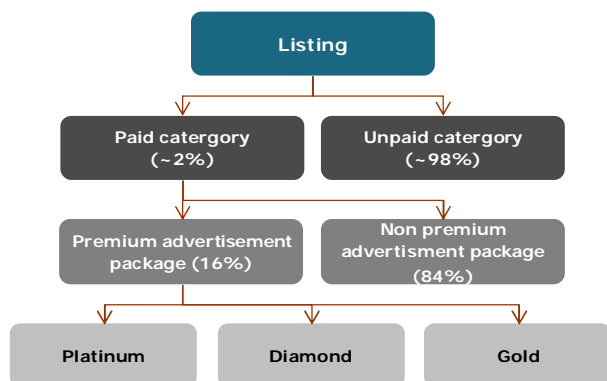 Listing
Paid catergory
(~2%)
Unpaid catergory
(~98%)
Premium advertisement
package (16%)
Non premium
advertisment package
(84%)
Platinum
Diamond
Gold